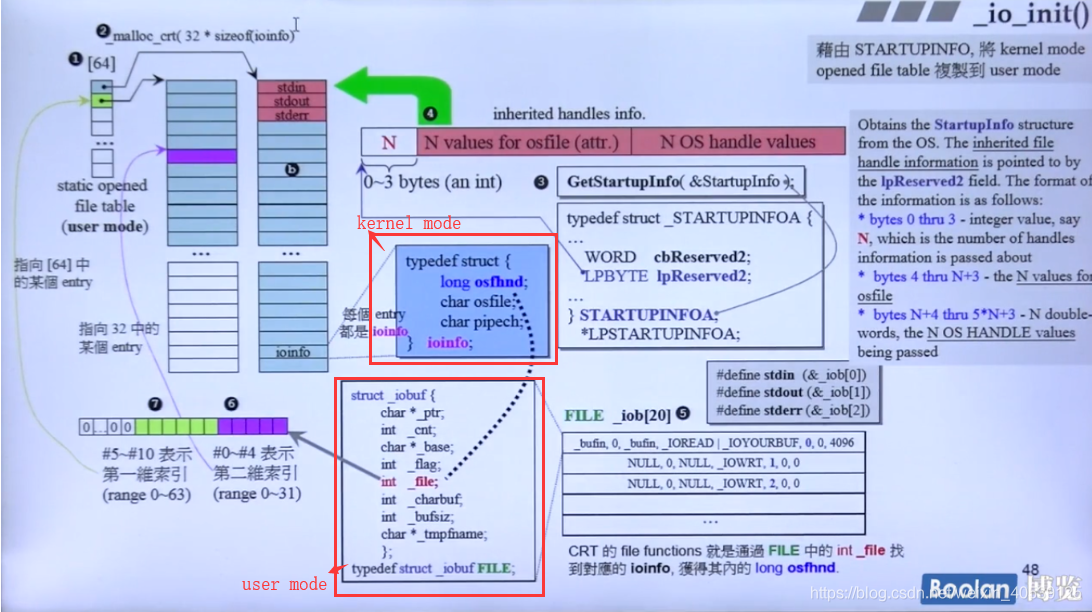 _io_init()
藉由 STARTUPINFO, 將 kernel mode
opened file table 複製到 user mode
❷ _malloc_crt( 32 * sizeof(ioinfo)
❶ [64]
...
static opened
file table
(user mode)
指向 [64] 中
的某個 entry
指向 32 中的
某個 entry
...
stdin
stdout
stderr
ⓑ
...
ioinfo
❹ inherited handles info.
N
N values for osfile (attr.)
N OS handle values
0~3 bytes (an int)
❸ GetStartupInfo( &StartupInfo );
typedef struct _STARTUPINFOA {
...
WORD cbReserved2;
LPBYTE lpReserved2;
...
} STARTUPINFOA,
*LPSTARTUPINFOA;
kernel mode
typedef struct {
long osfhnd;
char osfile;
char pipech;
} ioinfo;
每個 entry
都是 ioinfo
Obtains the StartupInfo structure
from the OS. The inherited file
handle information is pointed to by
the lpReserved2 field. The format of
the information is as follows:
* bytes 0 thru 3 - integer value, say
N, which is the number of handles
information is passed about
* bytes 4 thru N+3 - the N values for
osfile
* bytes N+4 thru 5*N+3 - N double-
words, the N OS HANDLE values
being passed
❼ ❻
0 ... 0 0
#5~#10 表示
第一維索引
(range 0~63)
#0~#4 表示
第二維索引
(range 0~31)
struct _iobuf {
char *_ptr;
int _cnt;
char *_base;
int _flag;
int _file;
int _charbuf;
int _bufsiz;
char *_tmpfname;
};
typedef struct _iobuf FILE;
user mode
#define stdin (&_iob[0])
#define stdout (&_iob[1])
#define stderr (&_iob[2])
FILE _iob[20] ❺
_bufin, 0, _bufin, _IOREAD | _IOYOURBUF, 0, 0, 4096
NULL, 0, NULL, _IOWRT, 1, 0, 0
NULL, 0, NULL, _IOWRT, 2, 0, 0
...
CRT 的 file functions 就是通過 FILE 中的 int _file 找
到對應的 ioinfo, 獲得其內的 long osfhnd.
48
Boolan 博览